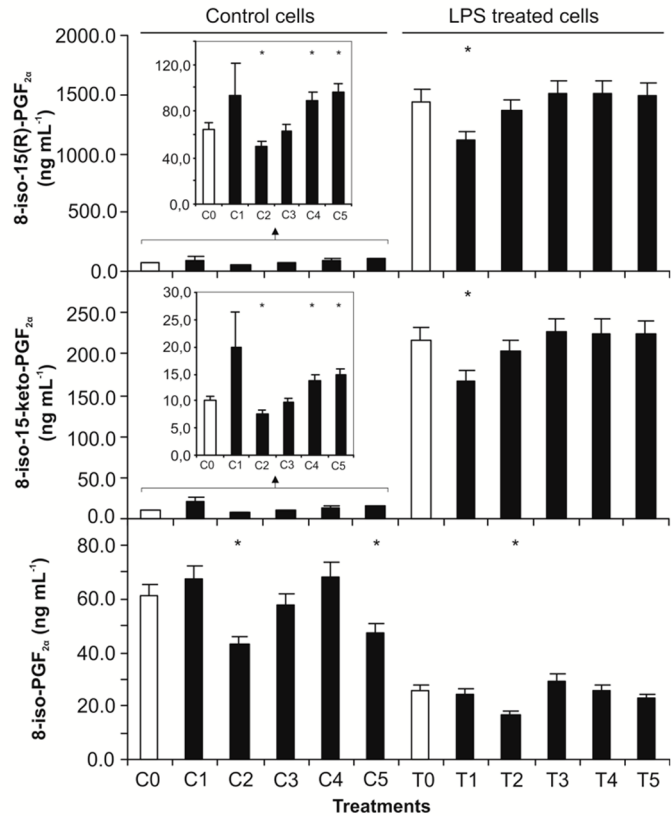 Control cells
LPS treated cells
8-iso-15(R)-PGF2α
(ng mL-1)
2000.0
1500.0
1000.0
500.0
0.0
120,0
80,0
60,0
40,0
0,0
* * *
C0 C1 C2 C3 C4 C5
*
8-iso-15-keto-PGF2α
(ng mL-1)
250.0
200.0
150.0
100.0
50.0
0.0
30,0
25,0
20,0
15,0
10,0
5,0
0,0
* * *
C0 C1 C2 C3 C4 C5
*
8-iso-PGF2α (ng mL-1)
80.0
60.0
40.0
20.0
0.0
* * *
C0 C1 C2 C3 C4 C5 T0 T1 T2 T3 T4 T5
Treatments